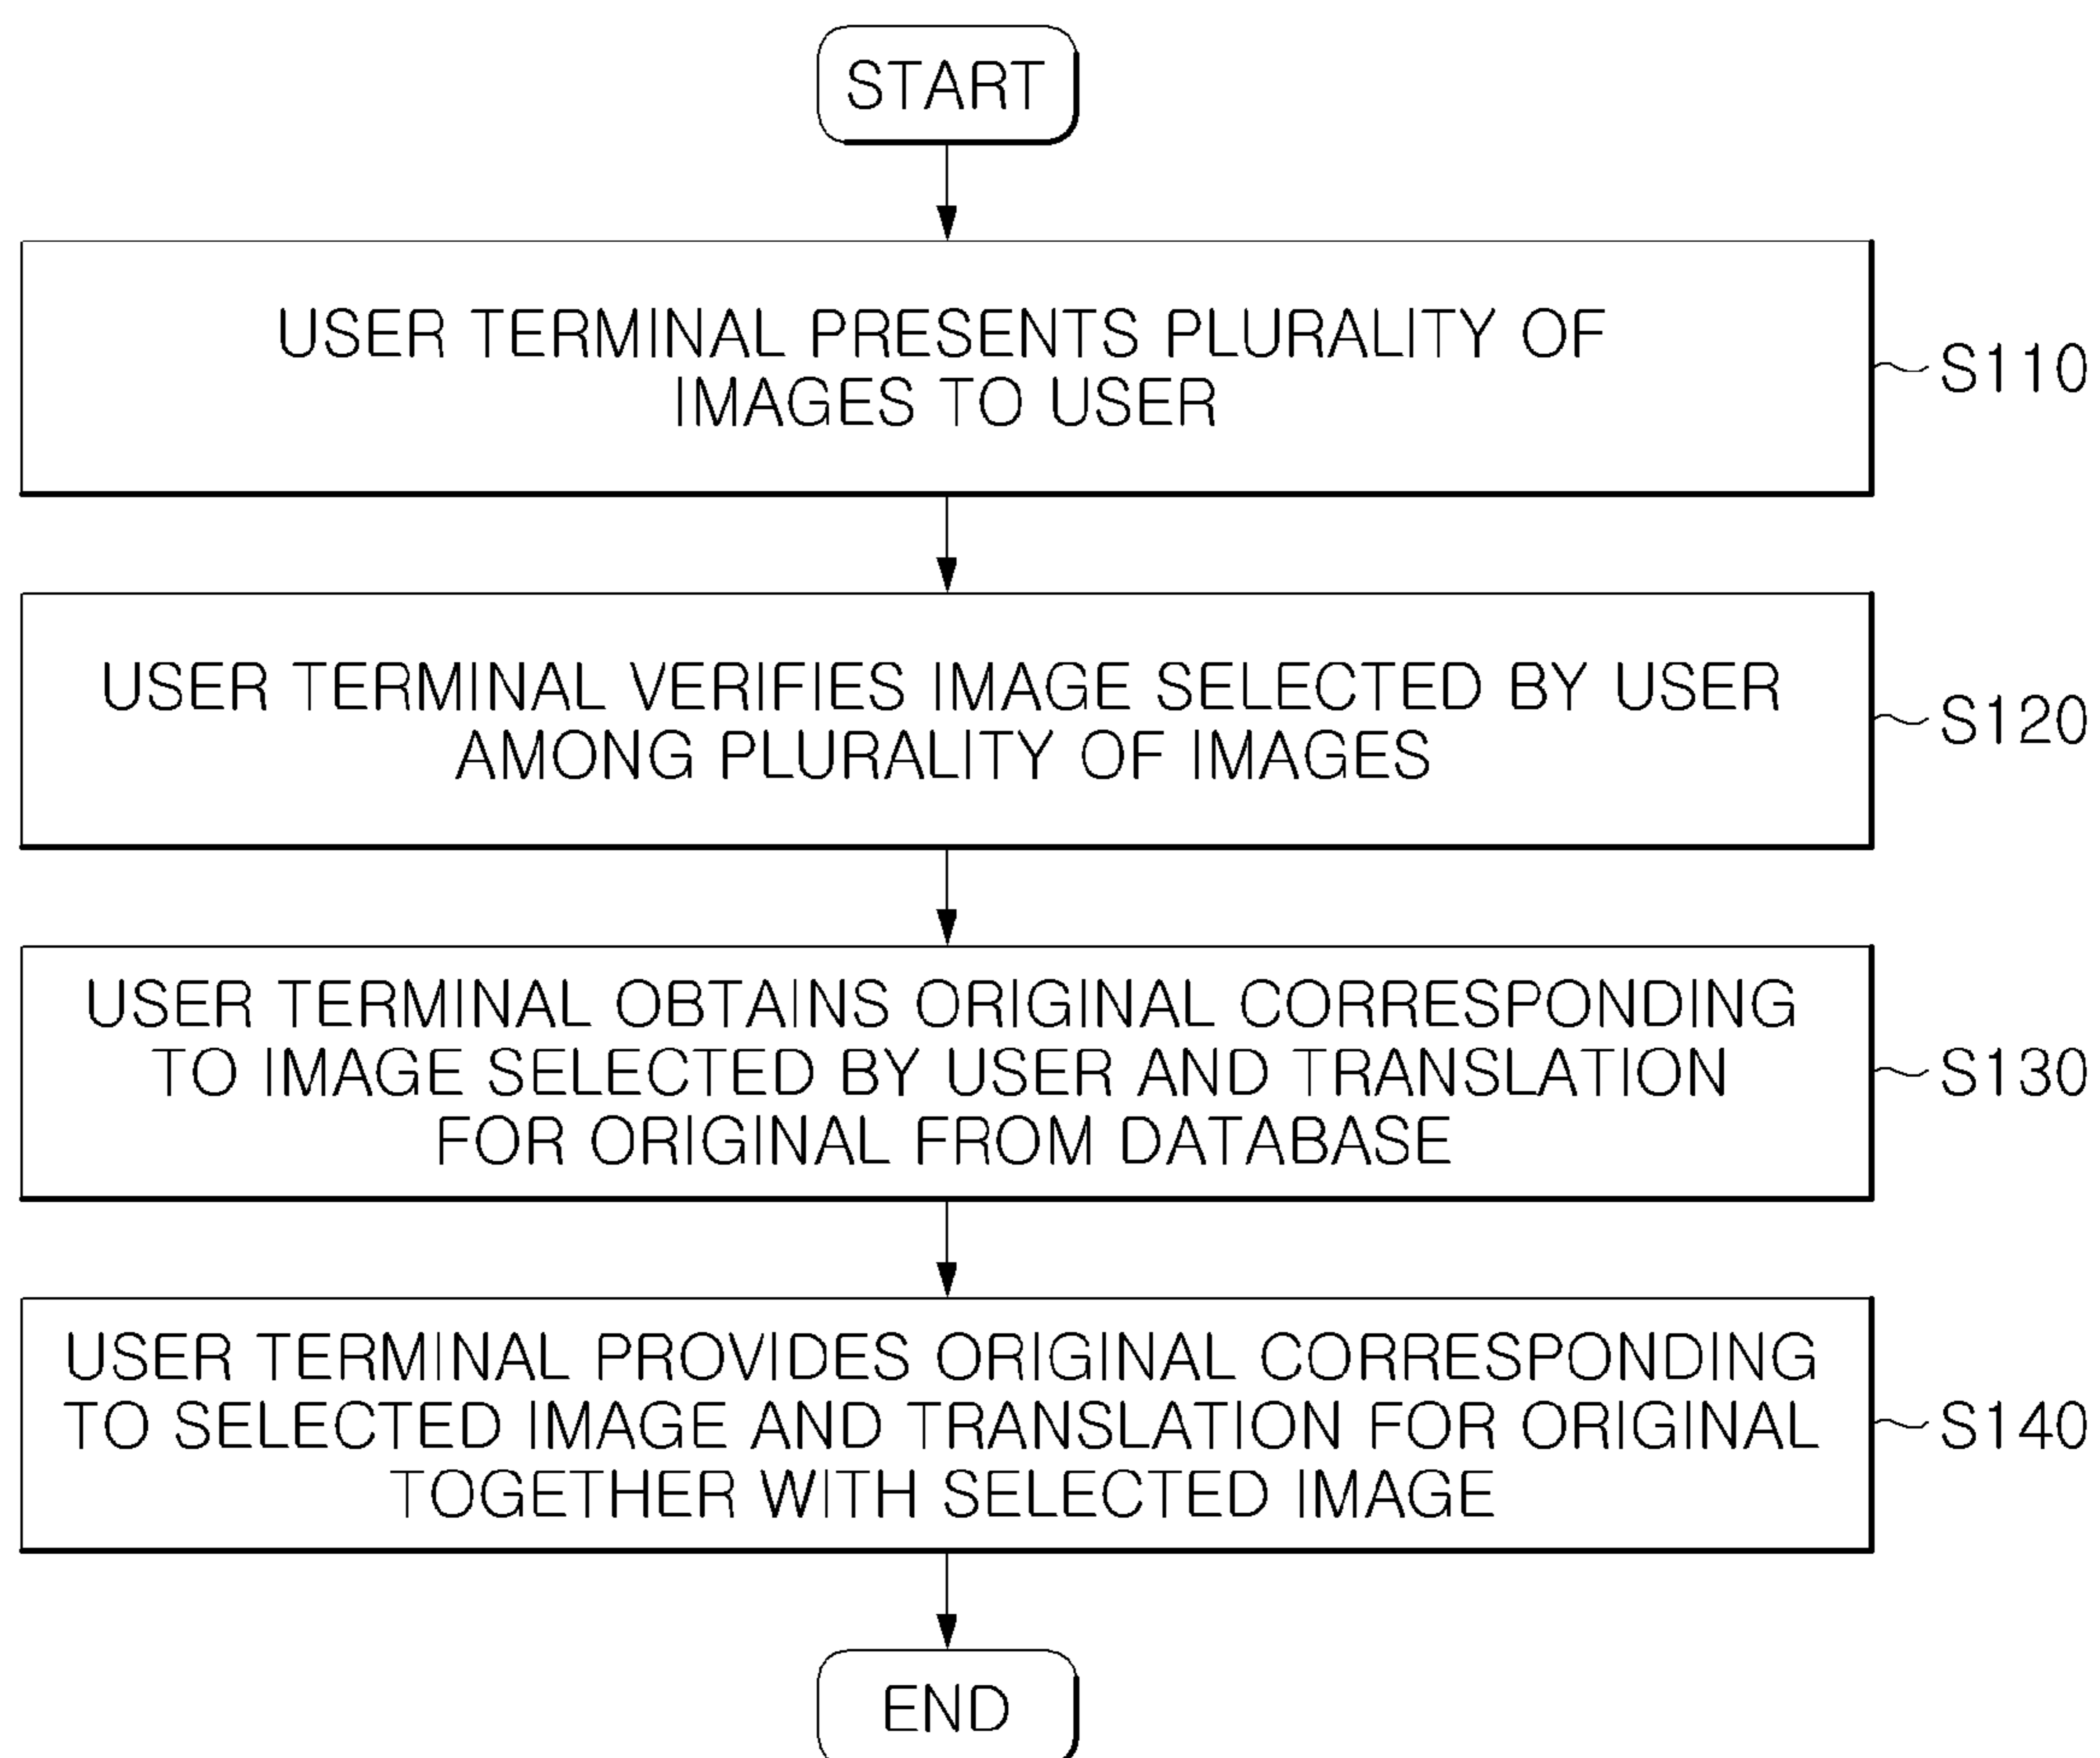 START
USER TERMINAL PRESENTS PLURALITY OF
IMAGES TO USER
S110
USER TERMINAL VERIFIES IMAGE SELECTED BY USER
AMONG PLURALITY OF IMAGES
S120
USER TERMINAL OBTAINS ORIGINAL CORRESPONDING
TO IMAGE SELECTED BY USER AND TRANSLATION
FOR ORIGINAL FROM DATABASE
S130
USER TERMINAL PROVIDES ORIGINAL CORRESPONDING
TO SELECTED IMAGE AND TRANSLATION FOR ORIGINAL
TOGETHER WITH SELECTED IMAGE
S140
END